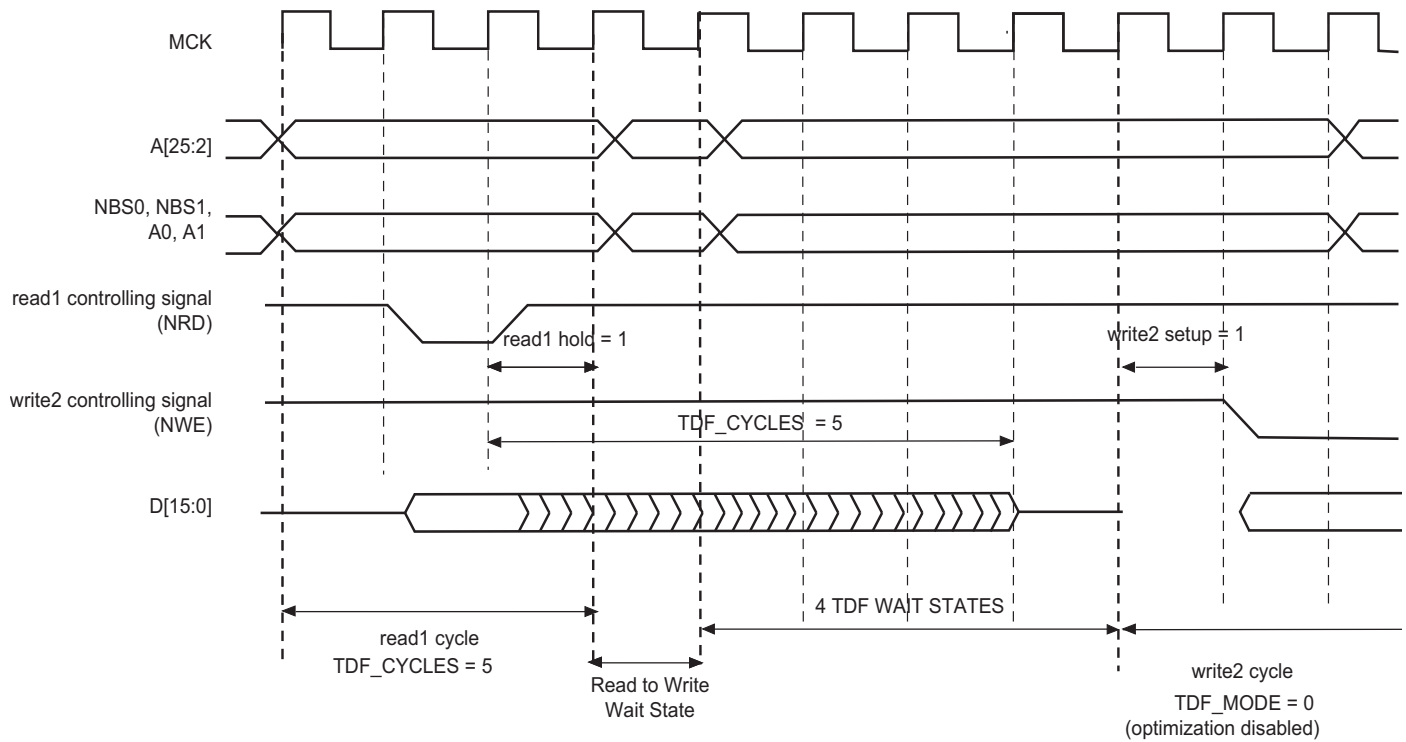 MCK
A[25:2]
NBS0, NBS1,
A0, A1
read1 controlling signal
(NRD)
read1 hold = 1
write2 setup = 1
write2 controlling signal
(NWE)
TDF_CYCLES = 5
D[15:0]
4 TDF WAIT STATES
read1 cycle
TDF_CYCLES = 5
Read to Write
Wait State
write2 cycle
TDF_MODE = 0
(optimization disabled)